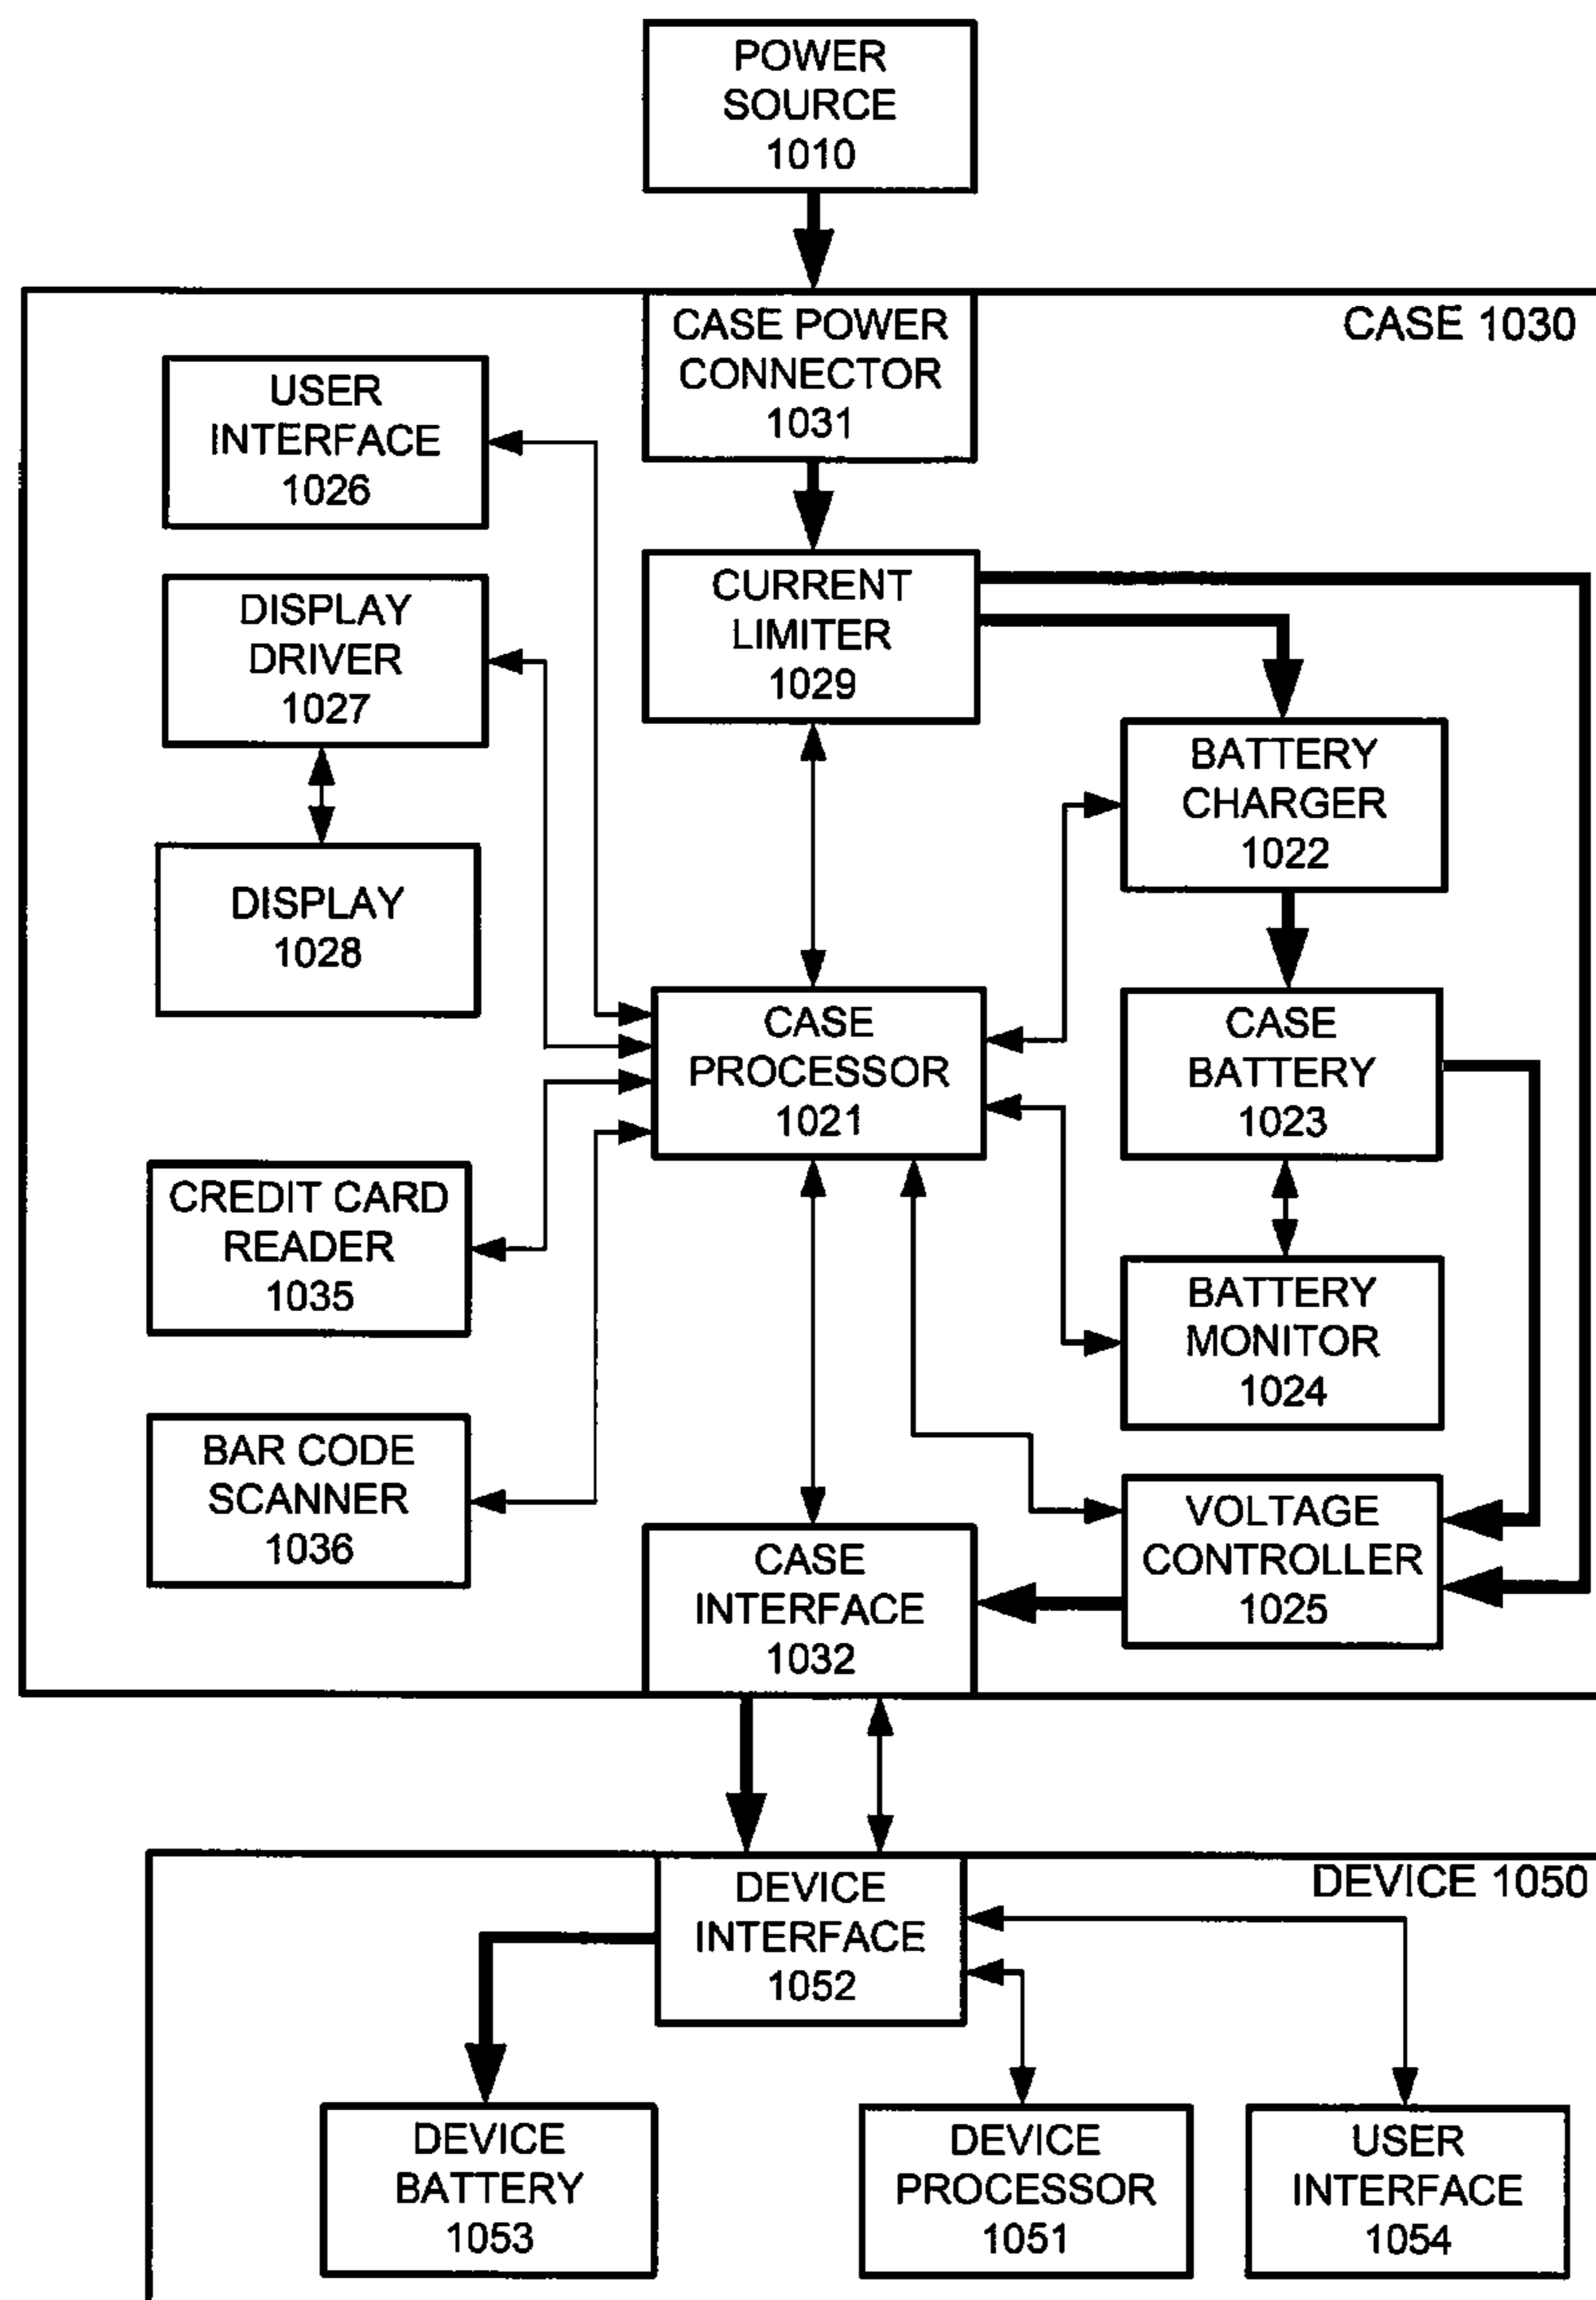 POWER
SOURCE
1010
CASE 1030
CASE POWER
CONNECTOR
1031
USER
INTERFACE
1026
CURRENT
LIMITER
1029
DISPLAY
DRIVER
1027
BATTERY
CHARGER
1022
DISPLAY
1028
CASE
PROCESSOR
1021
CASE
BATTERY
1023
CREDIT CARD
READER
1035
BATTERY
MONITOR
1024
BAR CODE
SCANNER
1036
VOLTAGE
CONTROLLER
1025
CASE
INTERFACE
1032
DEVICE 1050
DEVICE
INTERFACE
1052
DEVICE
BATTERY
1053
DEVICE
PROCESSOR
1051
USER
INTERFACE
1054